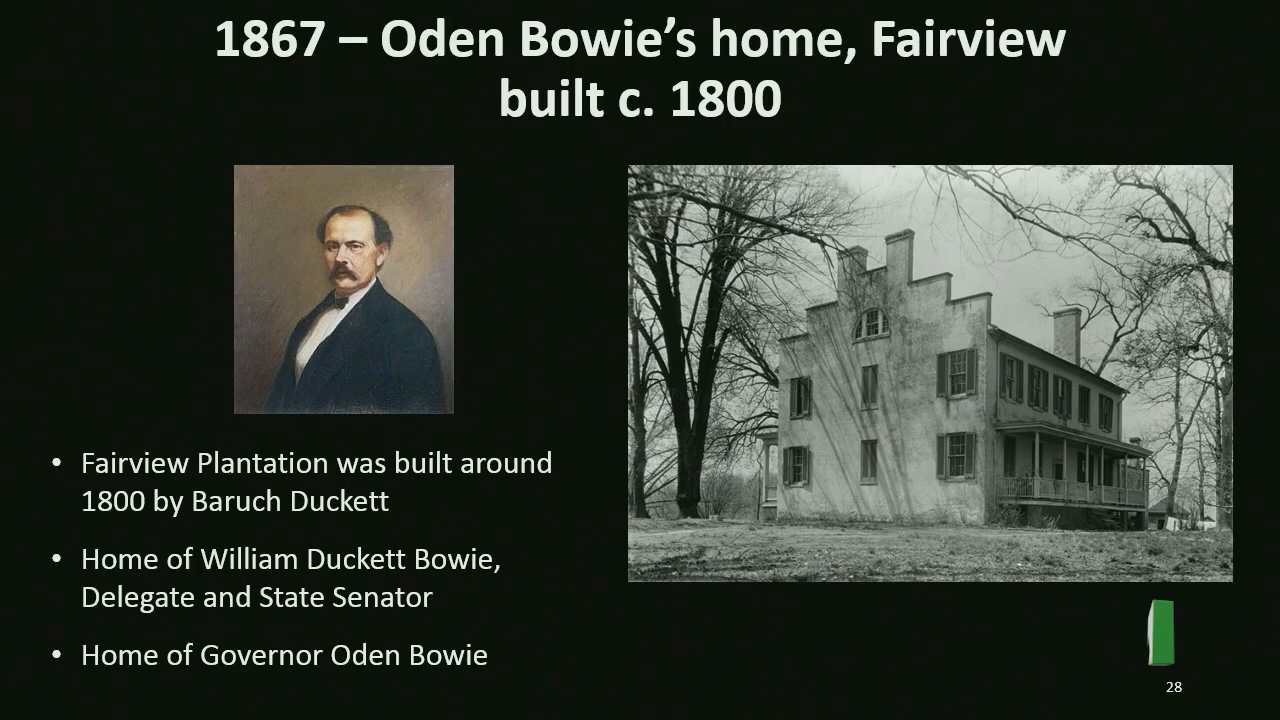 1867 – Oden Bowie’s home, Fairview
built c. 1800
• Fairview Plantation was built around
1800 by Baruch Duckett
• Home of William Duckett Bowie,
Delegate and State Senator
• Home of Governor Oden Bowie
28